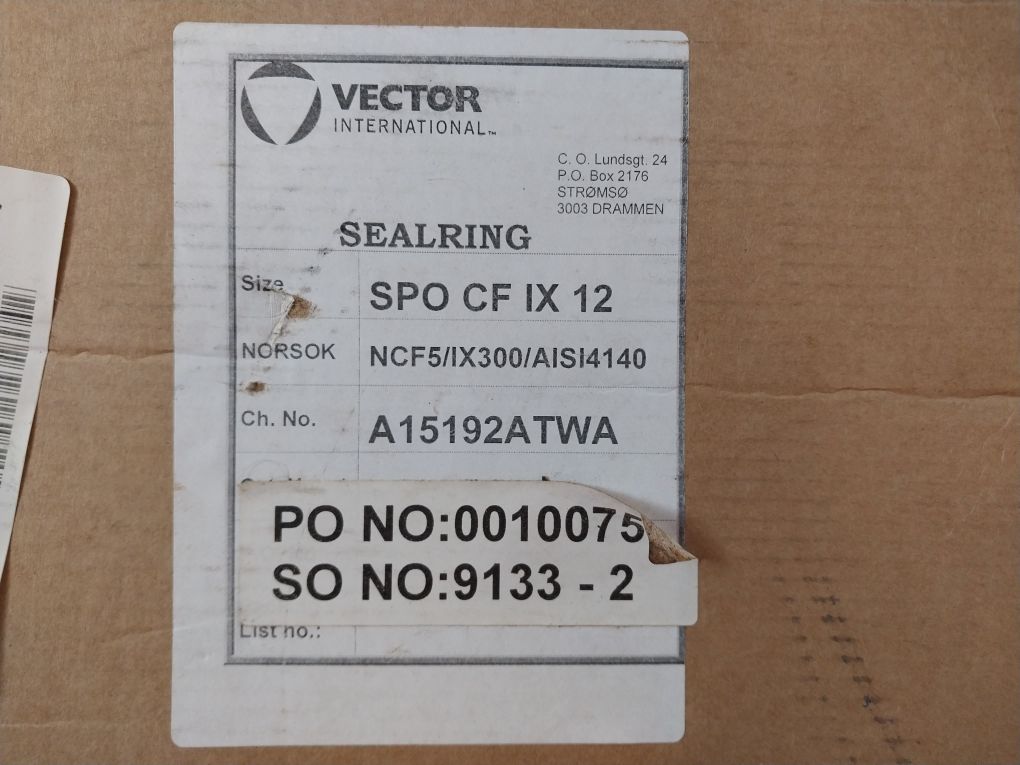 VECTOR
INTERNATIONAL™
C. O. Lundsgt. 24
P.O. Box 2176
STRØMSØ
3003 DRAMMEN
SEALRING
Size SPO CF IX 12
NORSOK NCF5/IX300/AISI4140
Ch. No. A15192ATWA
PO NO:0010075
SO NO:9133 - 2
List no.: